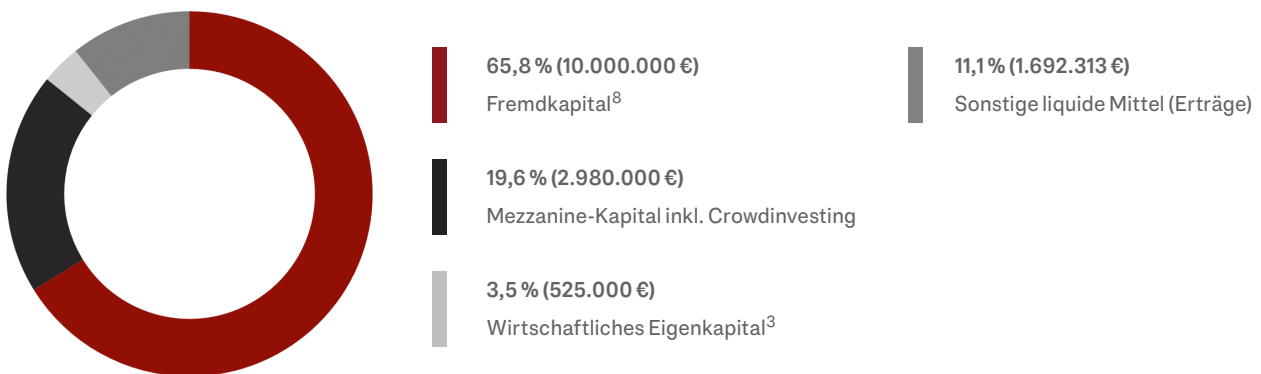 65,8 % (10.000.000 €)
Fremdkapital⁸
19,6 % (2.980.000 €)
Mezzanine-Kapital inkl. Crowdinvesting
3,5 % (525.000 €)
Wirtschaftliches Eigenkapital³
11,1 % (1.692.313 €)
Sonstige liquide Mittel (Erträge)